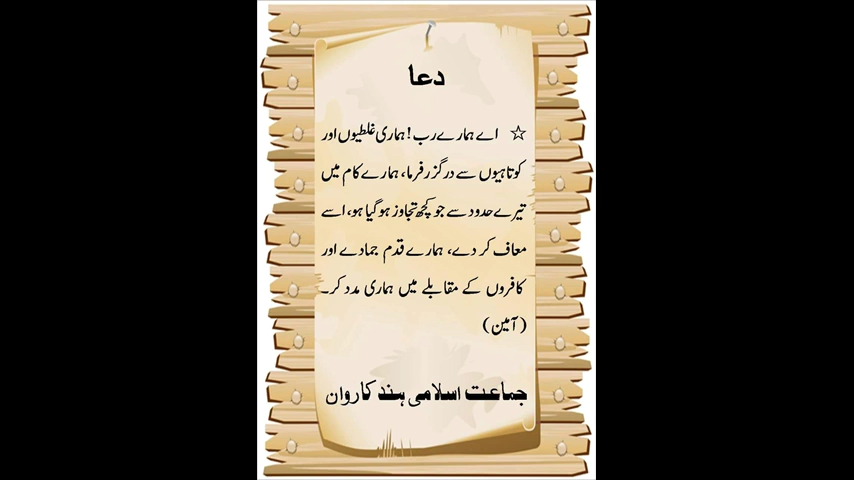 دعا
☆ اے ہمارے رب! ہماری غلطیوں اور
کوتاہیوں سے درگزر فرما، ہمارے کام میں
تیرے حدود سے جو کچھ تجاوز ہو گیا ہو، اسے
معاف کر دے، ہمارے قدم جمادے اور
کافروں کے مقابلے میں ہماری مدد کر۔
(آمین)
جماعت اسلامی ہند کاروان